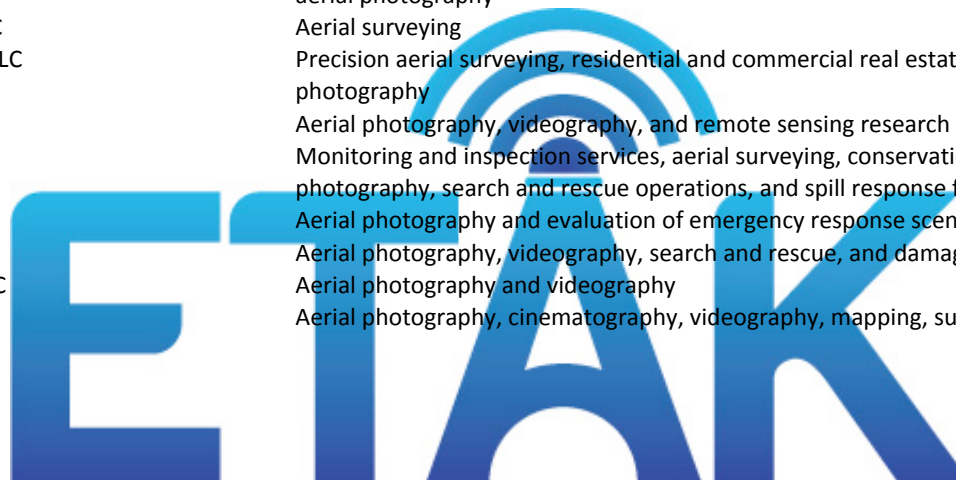 aerial photography
C Aerial surveying
LC Precision aerial surveying, residential and commercial real estat
photography
Aerial photography, videography, and remote sensing research
Monitoring and inspection services, aerial surveying, conservati
photography, search and rescue operations, and spill response f
Aerial photography and evaluation of emergency response scen
Aerial photography, videography, search and rescue, and damag
C Aerial photography and videography
Aerial photography, cinematography, videography, mapping, su
ETAK